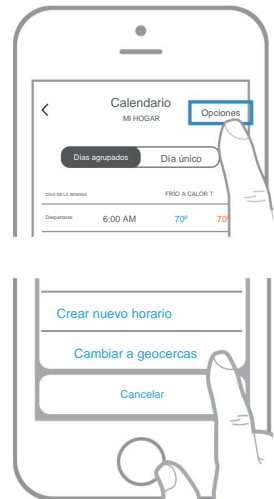 Calendario
MI HOGAR
Opciones
Días agrupados
Día único
DÍAS DE LA SEMANA
FRÍO A CALOR T
Despertarse
6:00 AM
70º
70º
Crear nuevo horario
Cambiar a geocercas
Cancelar